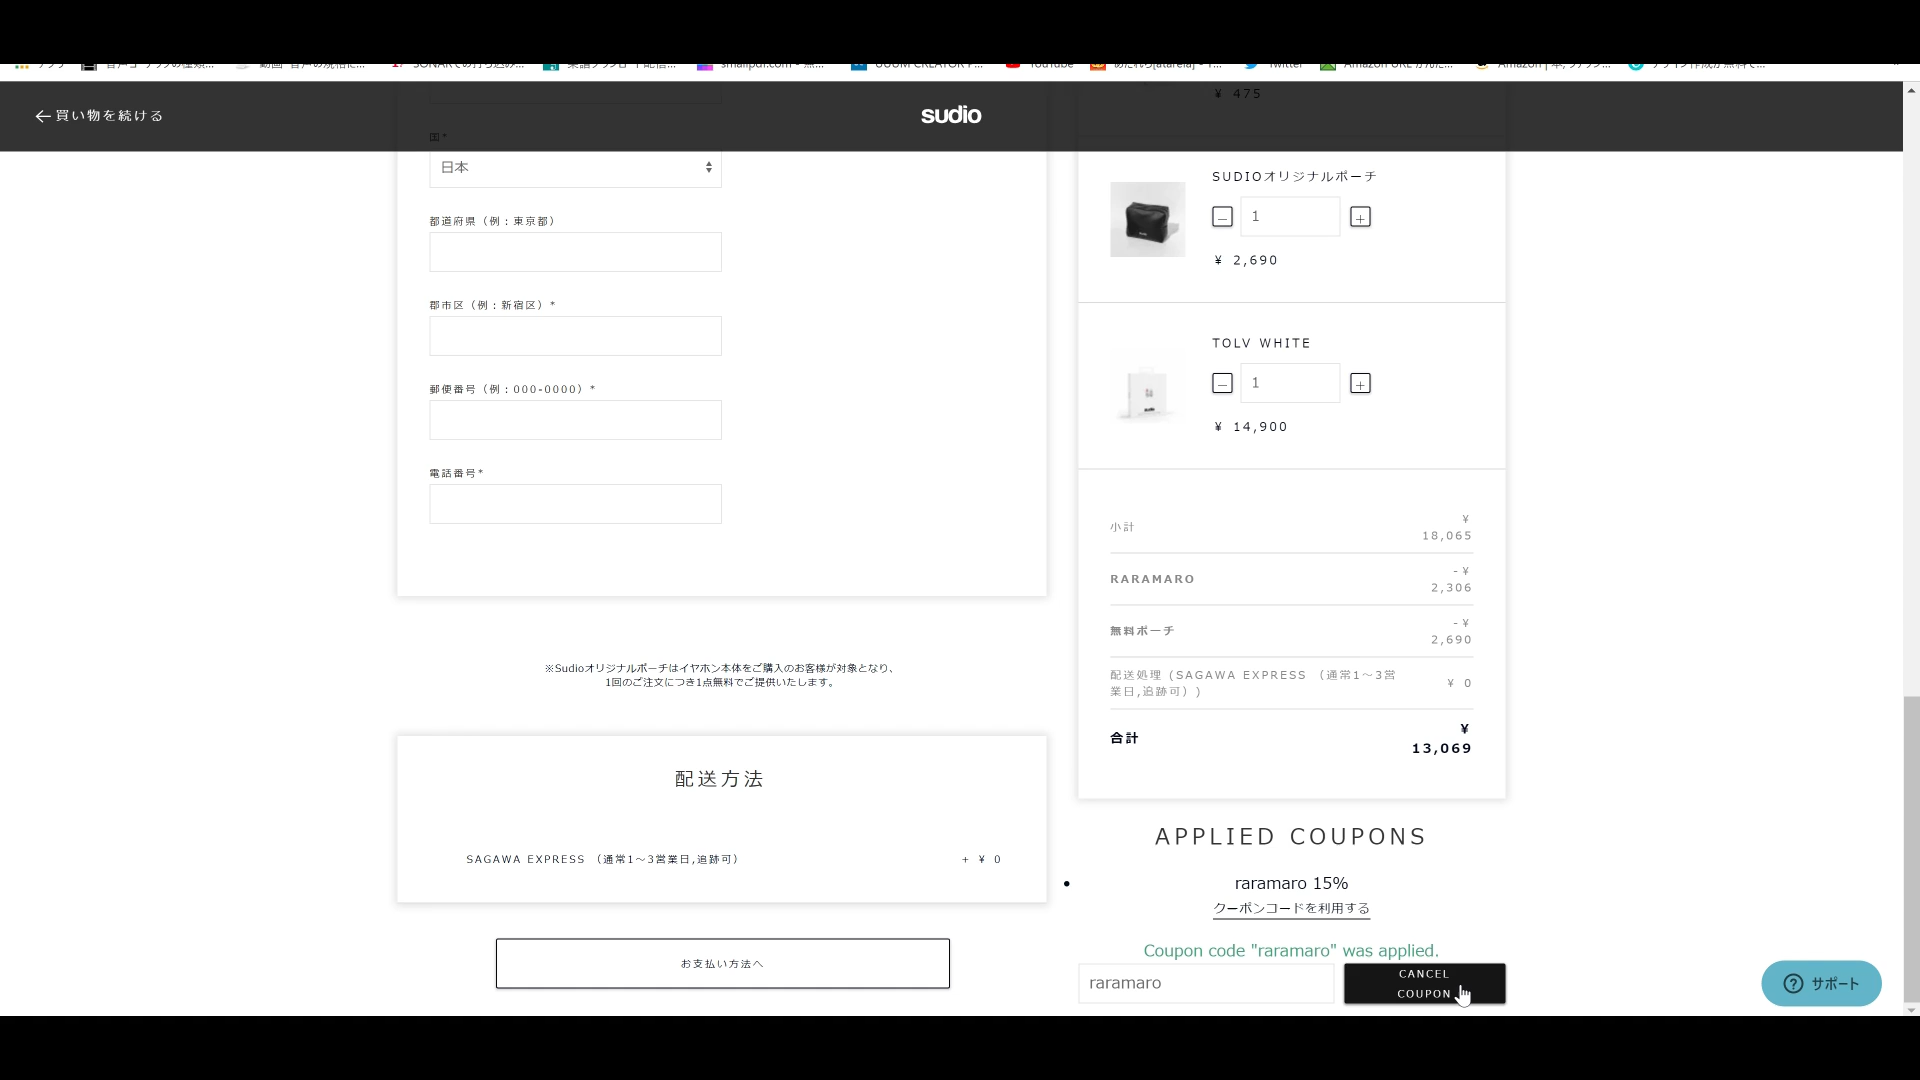 smallpdf.com - 無...
YouTube
Twitter
買い物を続ける
sudio
¥ 475
国*
日本
都道府県（例：東京都）
郡市区（例：新宿区）*
郵便番号（例：000-0000）*
電話番号*
※Sudioオリジナルポーチはイヤホン本体をご購入のお客様が対象となり、
1回のご注文につき1点無料でご提供いたします。
配送方法
SAGAWA EXPRESS （通常1～3営業日,追跡可）
+ ¥ 0
お支払い方法へ
SUDIOオリジナルポーチ
1
¥ 2,690
TOLV WHITE
1
¥ 14,900
小計
¥
18,065
RARAMARO
-¥
2,306
無料ポーチ
-¥
2,690
配送処理 (SAGAWA EXPRESS （通常1～3営
業日,追跡可）)
¥ 0
合計
¥
13,069
APPLIED COUPONS
• raramaro 15%
クーポンコードを利用する
Coupon code "raramaro" was applied.
raramaro
CANCEL
COUPON
サポート